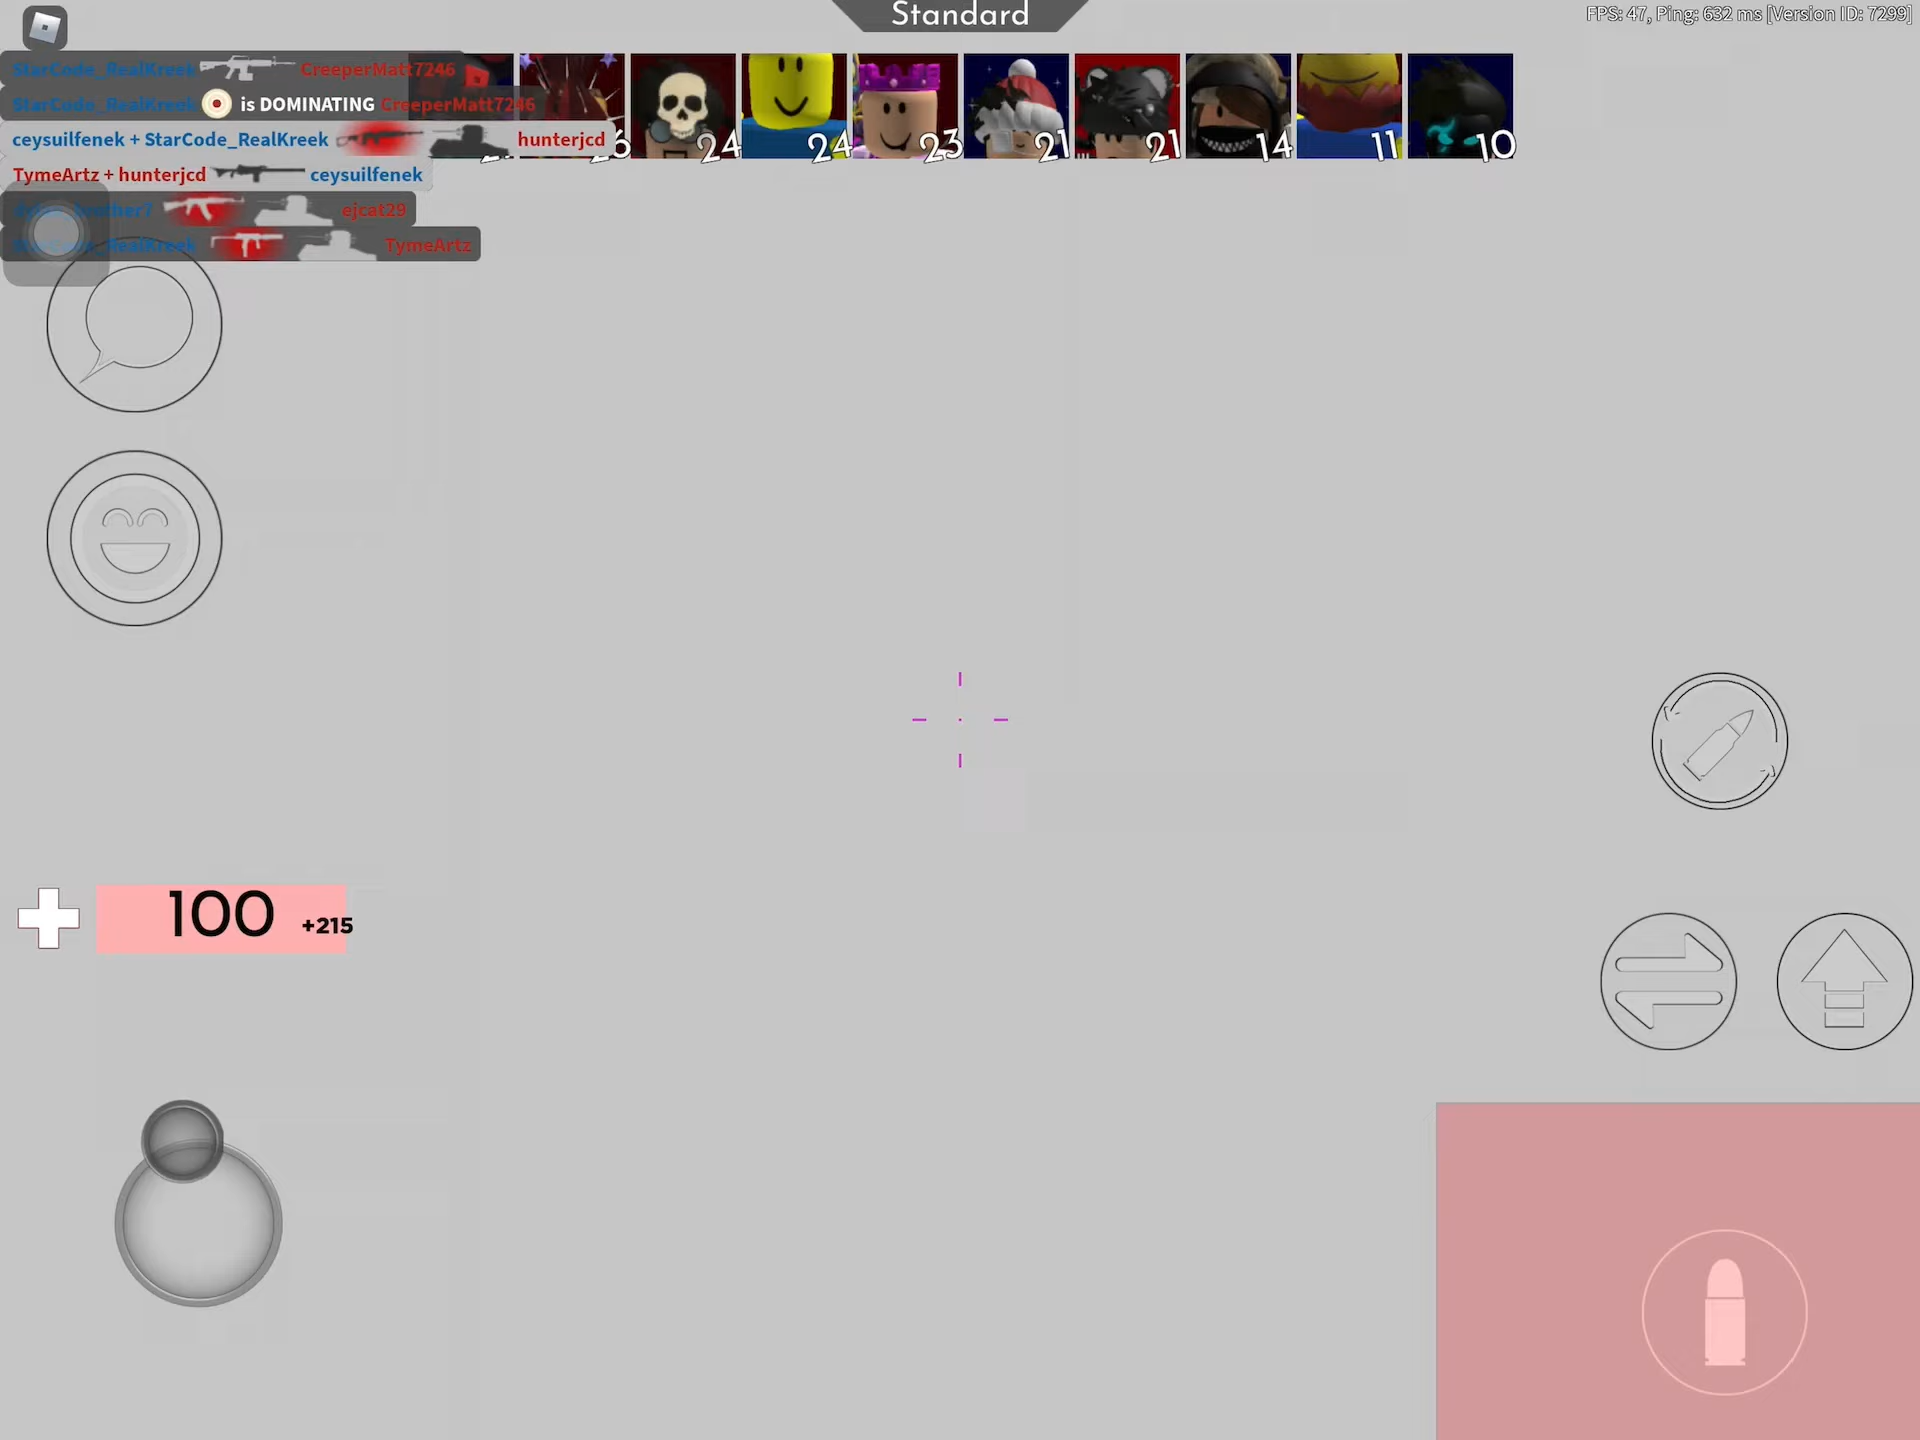 Standard
FPS: 47, Ping: 632 ms [Version ID: 7299]
StarCode_RealKreek CreeperMatt7246
StarCode_RealKreek is DOMINATING CreeperMatt7246
ceysuilfenek + StarCode_RealKreek hunterjcd
TymeArtz + hunterjcd ceysuilfenek
ejcat29
StarCode_RealKreek TymeArtz
24 24 23 21 21 14 11 10
100 +215